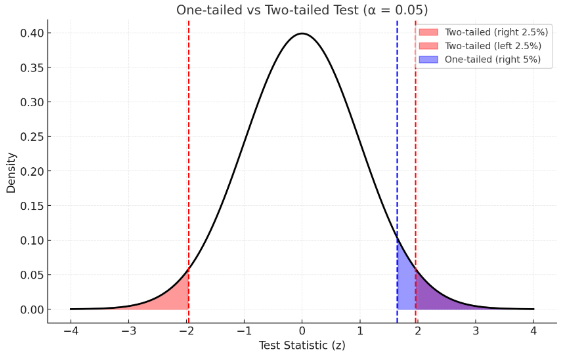 One-tailed vs Two-tailed Test (α = 0.05)
Two-tailed (right 2.5%)
Two-tailed (left 2.5%)
One-tailed (right 5%)
0.40
0.35
0.30
0.25
0.20
0.15
0.10
0.05
0.00
Density
−4 −3 −2 −1 0 1 2 3 4
Test Statistic (z)